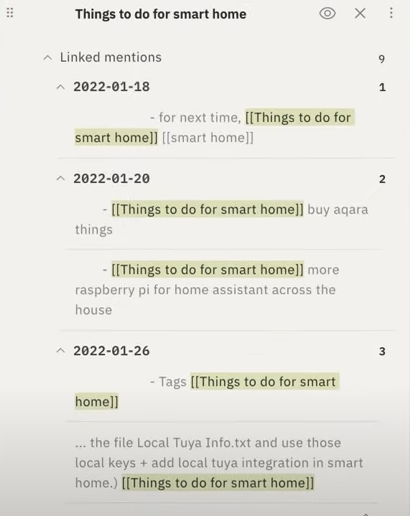 Things to do for smart home
Linked mentions 9
2022-01-18 1
- for next time, [[Things to do for
smart home]] [[smart home]]
2022-01-20 2
- [[Things to do for smart home]] buy aqara
things
- [[Things to do for smart home]] more
raspberry pi for home assistant across the
house
2022-01-26 3
- Tags [[Things to do for smart
home]]
... the file Local Tuya Info.txt and use those
local keys + add local tuya integration in smart
home.) [[Things to do for smart home]]